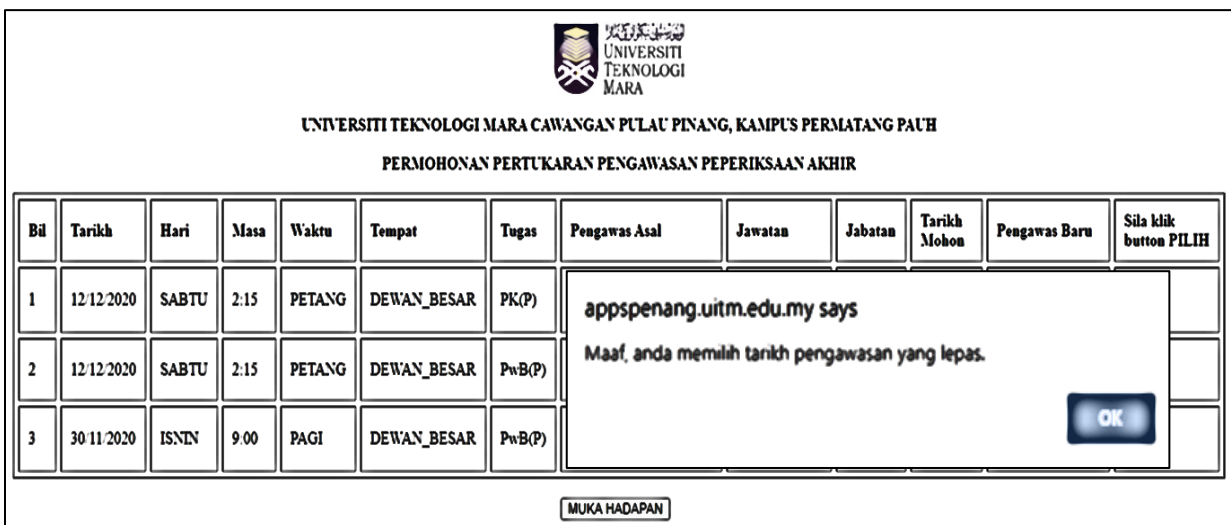 UNIVERSITI
TEKNOLOGI
MARA
UNIVERSITI TEKNOLOGI MARA CAWANGAN PULAU PINANG, KAMPUS PERMATANG PAUH
PERMOHONAN PERTUKARAN PENGAWASAN PEPERIKSAAN AKHIR
Bil Tarikh Hari Masa Waktu Tempat Tugas Pengawas Asal Jawatan Jabatan Tarikh Mohon Pengawas Baru Sila klik button PILIH
1 12/12/2020 SABTU 2:15 PETANG DEWAN_BESAR PK(P)
2 12/12/2020 SABTU 2:15 PETANG DEWAN_BESAR PwB(P)
3 30/11/2020 ISNIN 9:00 PAGI DEWAN_BESAR PwB(P)
appspenang.uitm.edu.my says
Maaf, anda memilih tarikh pengawasan yang lepas.
OK
MUKA HADAPAN